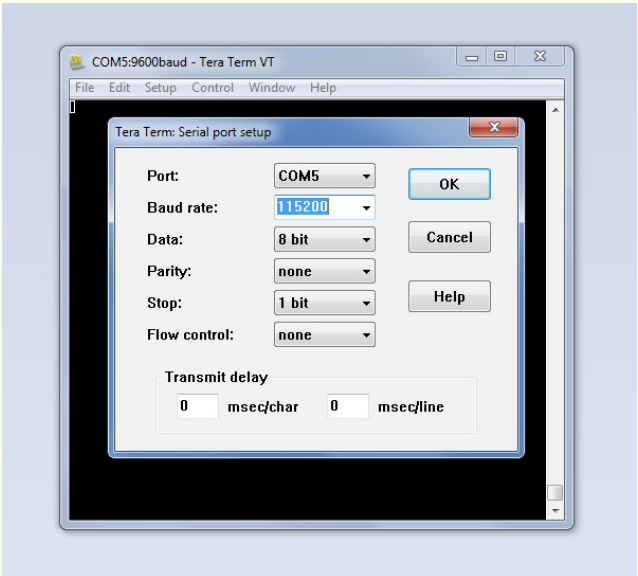 COM5:9600baud - Tera Term VT
File Edit Setup Control Window Help
Tera Term: Serial port setup
Port: COM5 OK
Baud rate: 115200
Data: 8 bit Cancel
Parity: none
Stop: 1 bit Help
Flow control: none
Transmit delay
0 msec/char 0 msec/line